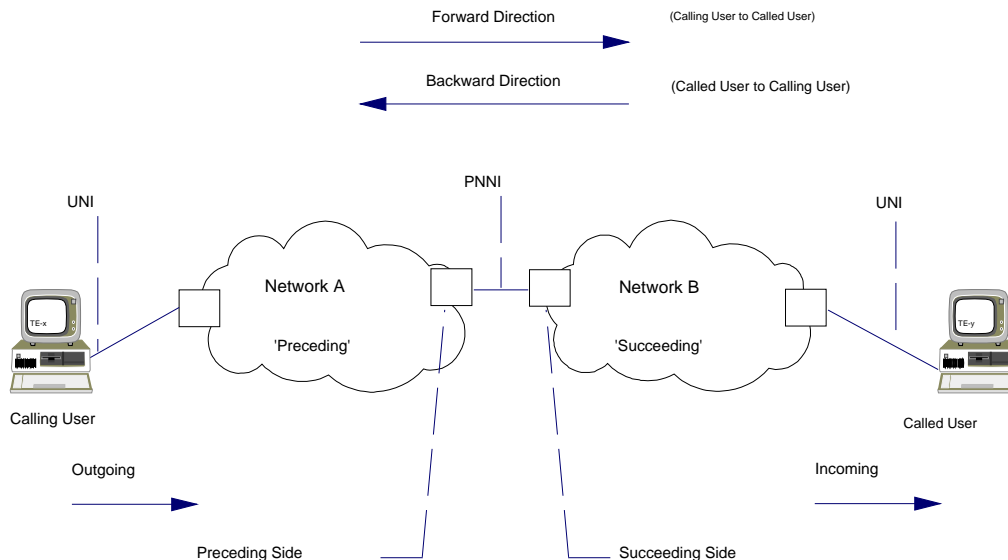 Forward Direction
(Calling User to Called User)
Backward Direction
(Called User to Calling User)
PNNI
UNI
UNI
Network A
Network B
TE-x
TE-y
'Preceding'
'Succeeding'
Calling User
Called User
Outgoing
Incoming
Preceding Side
Succeeding Side